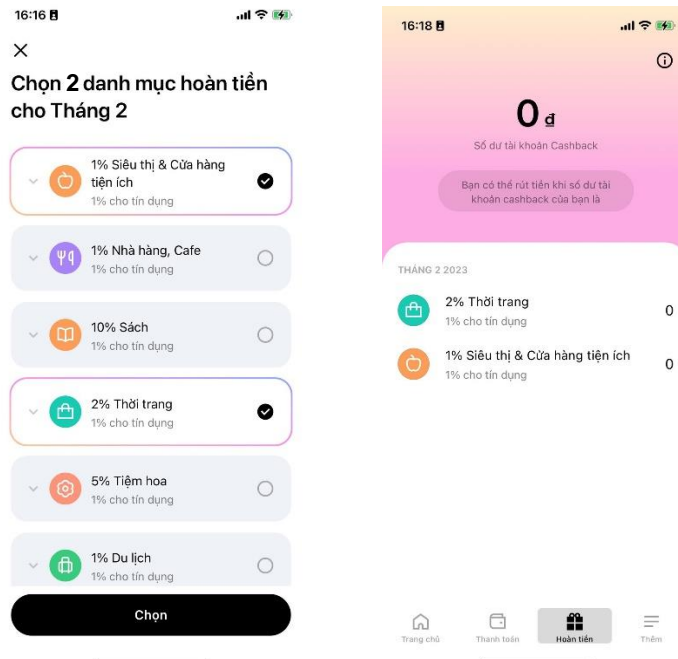 16:16
Chọn 2 danh mục hoàn tiền
cho Tháng 2
1% Siêu thị & Cửa hàng
tiện ích
1% cho tín dụng
1% Nhà hàng, Cafe
1% cho tín dụng
10% Sách
1% cho tín dụng
2% Thời trang
1% cho tín dụng
5% Tiệm hoa
1% cho tín dụng
1% Du lịch
1% cho tín dụng
Chọn
16:18
0 đ
Số dư tài khoản Cashback
Bạn có thể rút tiền khi số dư tài
khoản cashback của bạn là
THÁNG 2 2023
2% Thời trang
0
1% cho tín dụng
1% Siêu thị & Cửa hàng tiện ích
0
1% cho tín dụng
Trang chủ
Thanh toán
Hoàn tiền
Thêm